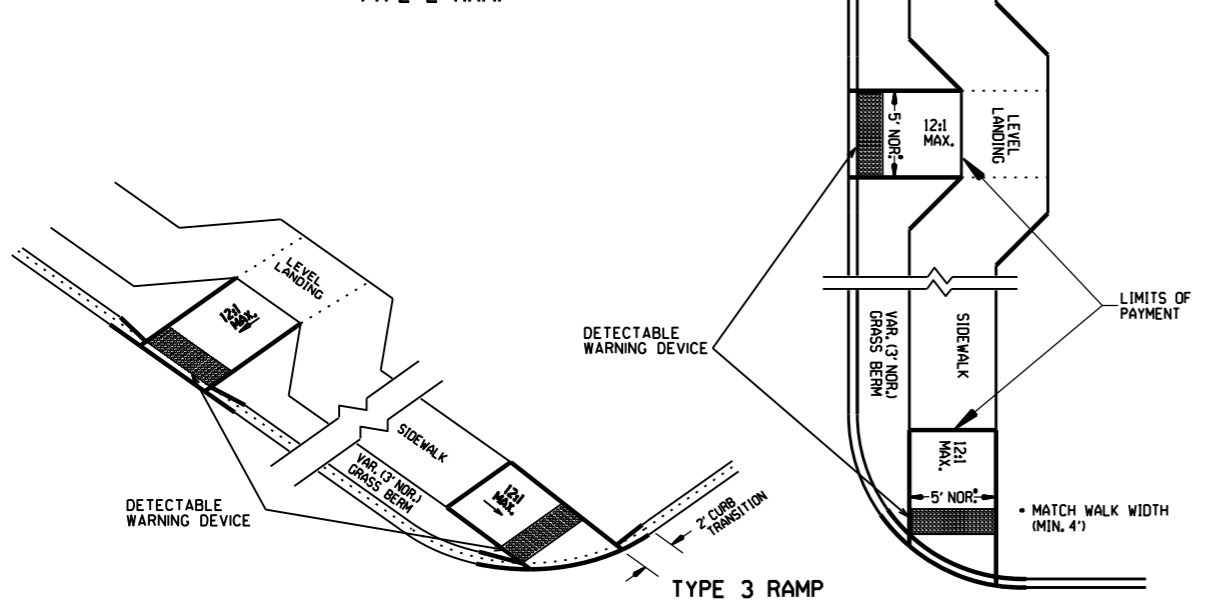 LEVEL
LANDING
12:1
MAX.
DETECTABLE
WARNING DEVICE
SIDEWALK
VAR. (3' NOR.)
GRASS BERM
12:1
MAX.
2' CURB
TRANSITION
TYPE 3 RAMP
5' NOR.•
12:1
MAX.
LEVEL
LANDING
DETECTABLE
WARNING DEVICE
VAR. (3' NOR.)
GRASS BERM
SIDEWALK
LIMITS OF
PAYMENT
12:1
MAX.
5' NOR.•
• MATCH WALK WIDTH
(MIN. 4')